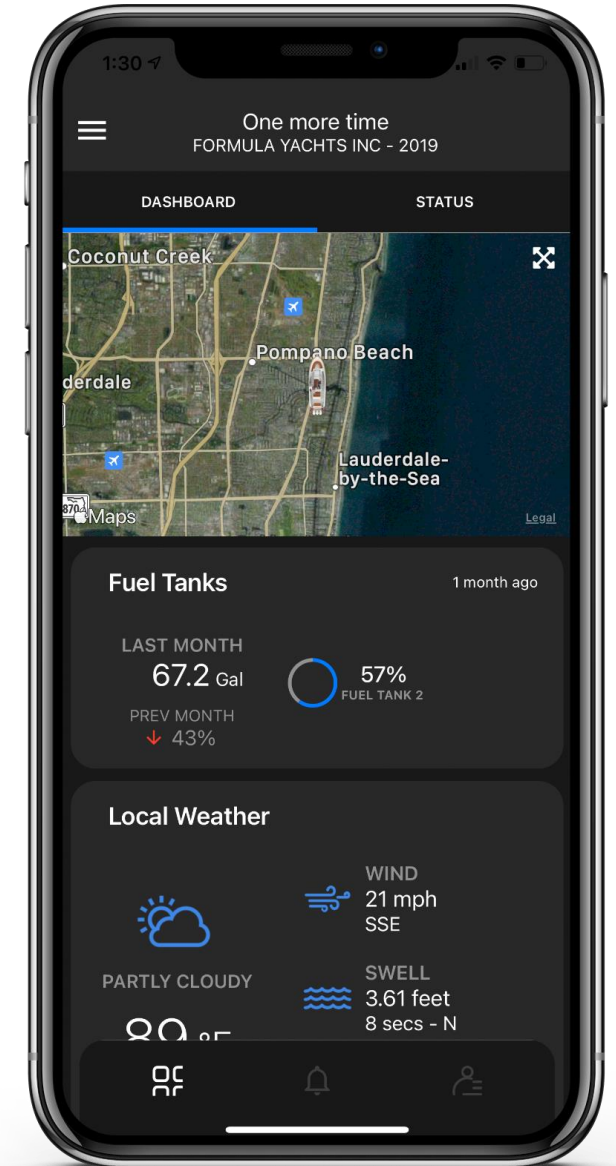 1:30
One more time
FORMULA YACHTS INC - 2019
DASHBOARD
STATUS
Coconut Creek
Pompano Beach
derdale
Lauderdale-
by-the-Sea
870
Maps
Legal
Fuel Tanks
1 month ago
LAST MONTH
67.2 Gal
57%
FUEL TANK 2
PREV MONTH
43%
Local Weather
WIND
21 mph
SSE
PARTLY CLOUDY
SWELL
3.61 feet
8 secs - N
89 °F